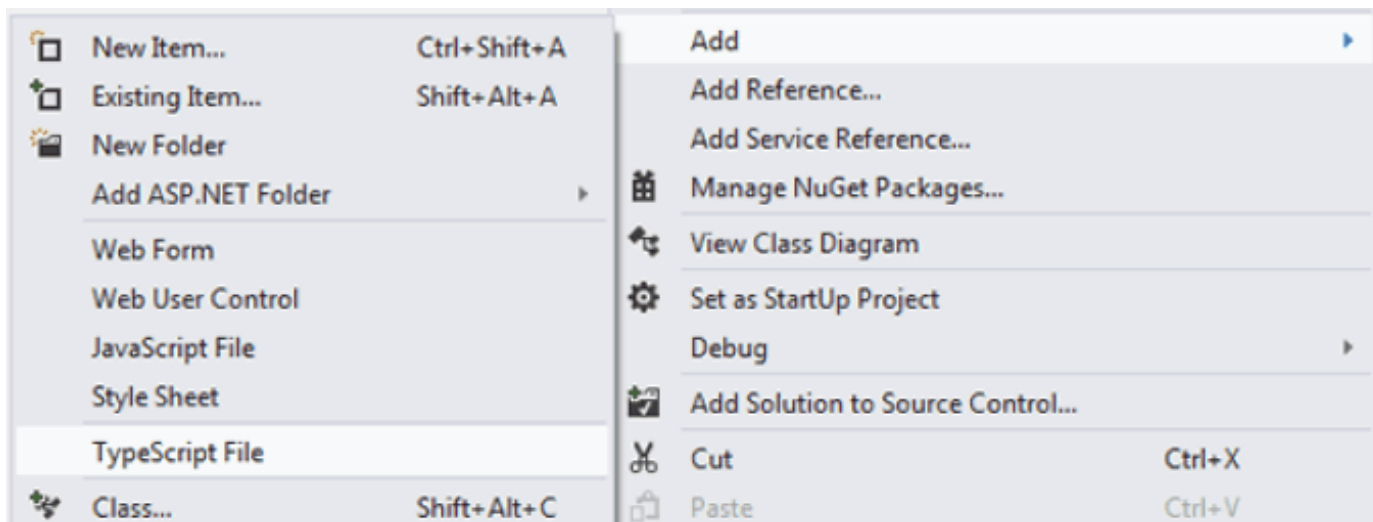 New Item... Ctrl+Shift+A
Existing Item... Shift+Alt+A
New Folder
Add ASP.NET Folder
Web Form
Web User Control
JavaScript File
Style Sheet
TypeScript File
Class... Shift+Alt+C
Add
Add Reference...
Add Service Reference...
Manage NuGet Packages...
View Class Diagram
Set as StartUp Project
Debug
Add Solution to Source Control...
Cut Ctrl+X
Paste Ctrl+V